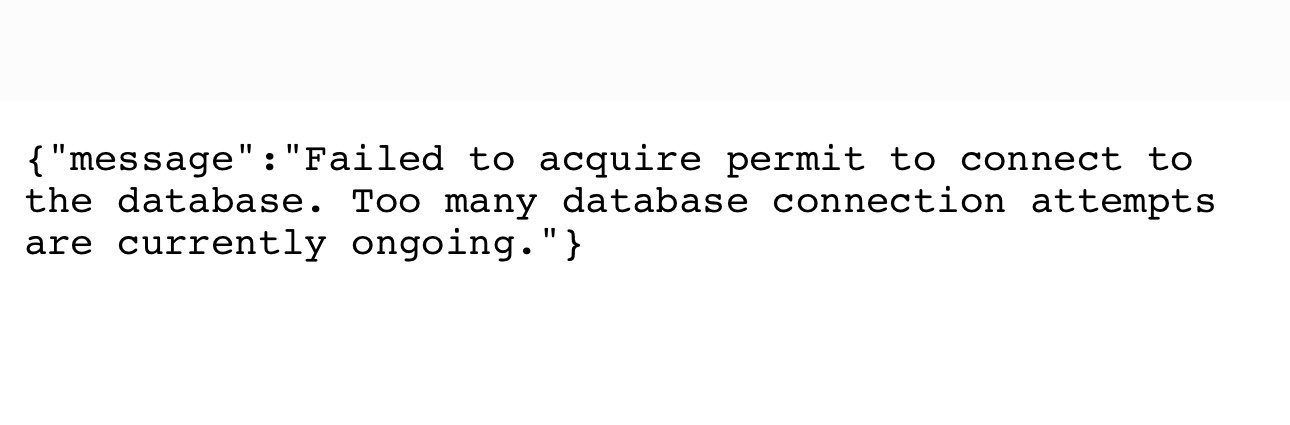 {"message":"Failed to acquire permit to connect to
the database. Too many database connection attempts
are currently ongoing."}